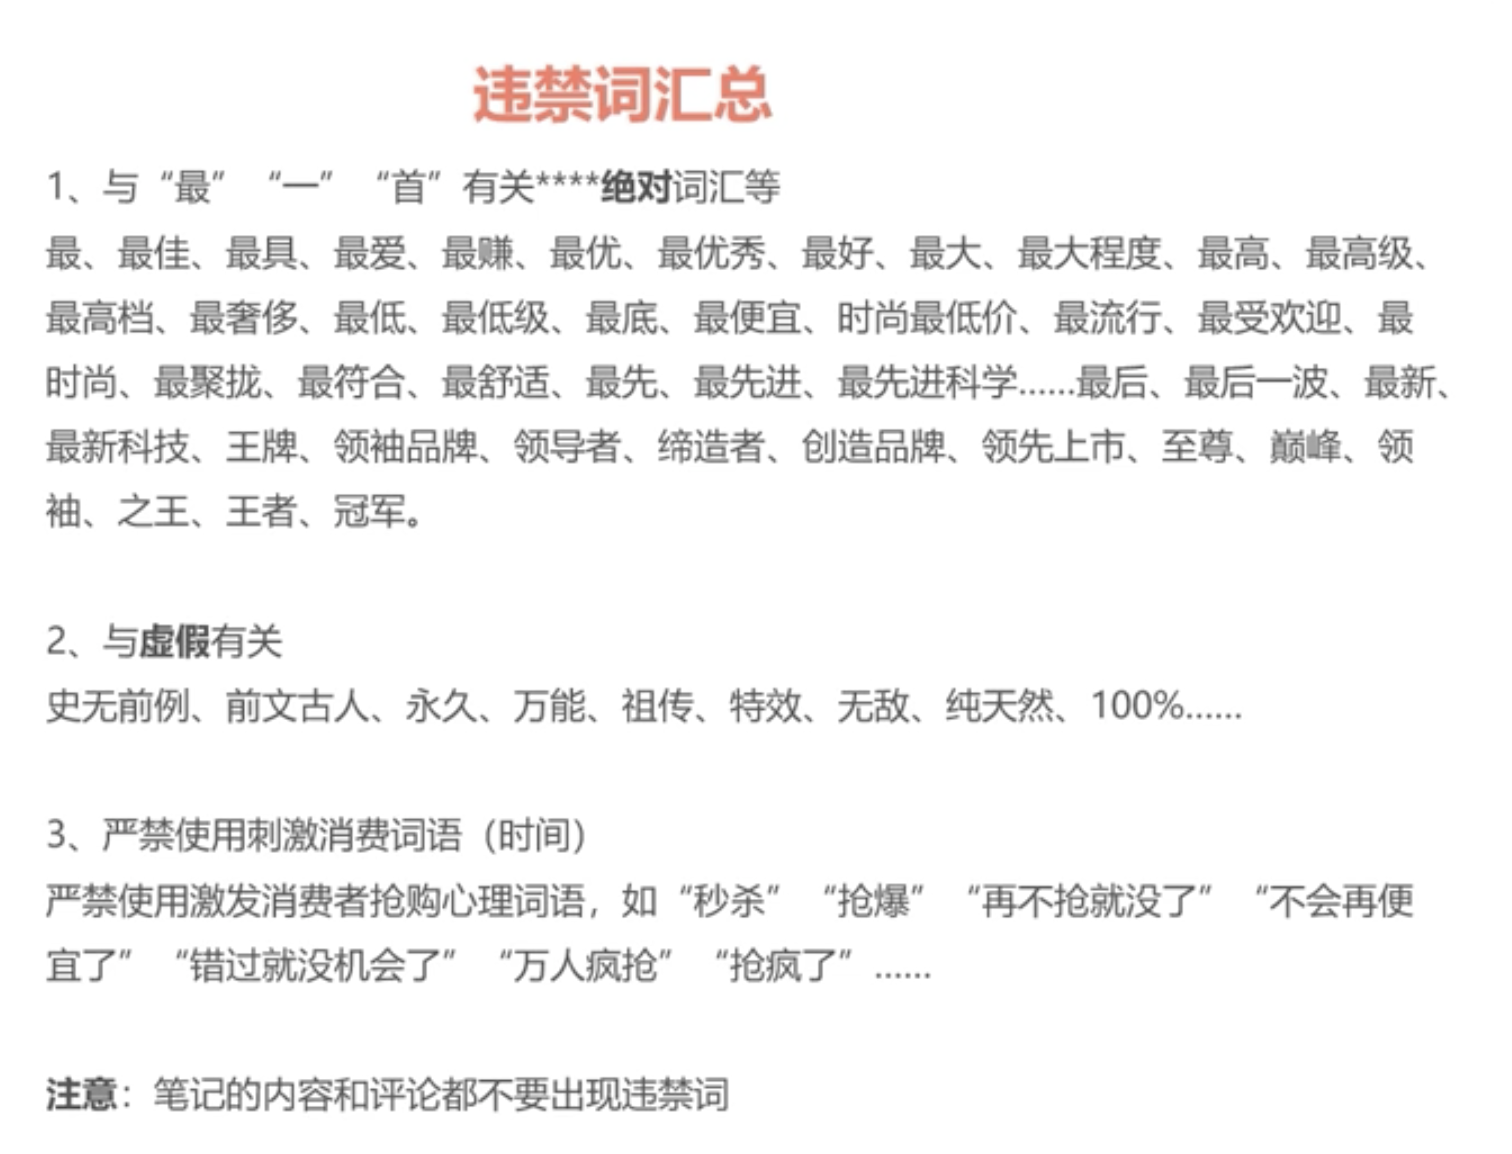 违禁词汇总
1、与“最”“一”“首”有关****绝对词汇等
最、最佳、最具、最爱、最赚、最优、最优秀、最好、最大、最大程度、最高、最高级、
最高档、最奢侈、最低、最低级、最底、最便宜、时尚最低价、最流行、最受欢迎、最
时尚、最聚拢、最符合、最舒适、最先、最先进、最先进科学......最后、最后一波、最新、
最新科技、王牌、领袖品牌、领导者、缔造者、创造品牌、领先上市、至尊、巅峰、领
袖、之王、王者、冠军。
2、与虚假有关
史无前例、前文古人、永久、万能、祖传、特效、无敌、纯天然、100%......
3、严禁使用刺激消费词语（时间）
严禁使用激发消费者抢购心理词语，如“秒杀”“抢爆”“再不抢就没了”“不会再便
宜了”“错过就没机会了”“万人疯抢”“抢疯了”......
注意：笔记的内容和评论都不要出现违禁词